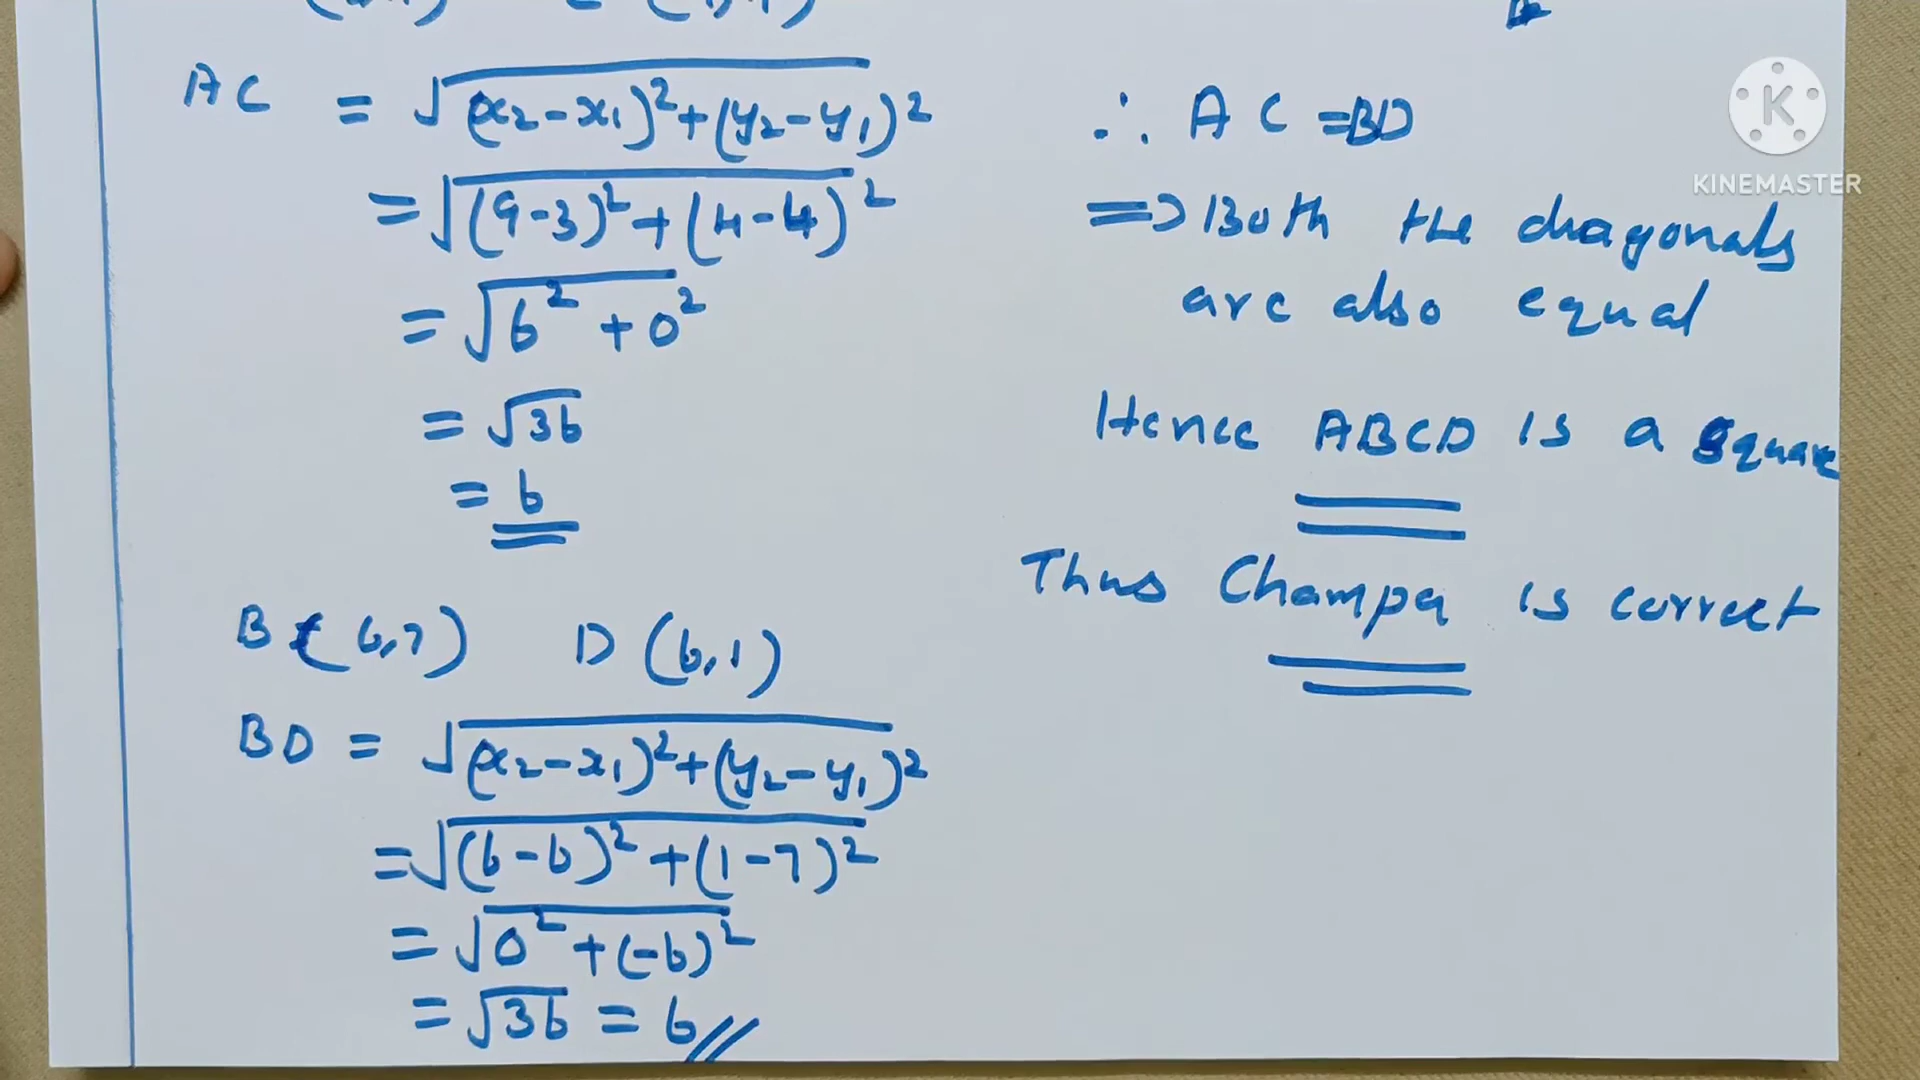 AC = √(x₂-x₁)²+(y₂-y₁)²
= √(9-3)²+(4-4)²
= √6²+0²
= √36
= 6
B (6,7) D (6,1)
BD = √(x₂-x₁)²+(y₂-y₁)²
= √(6-6)²+(1-7)²
= √0²+(-6)²
= √36 = 6
∴ AC =BD
⇒ Both the diagonals
are also equal
Hence ABCD is a square
Thus Champa is correct
K
KINEMASTER